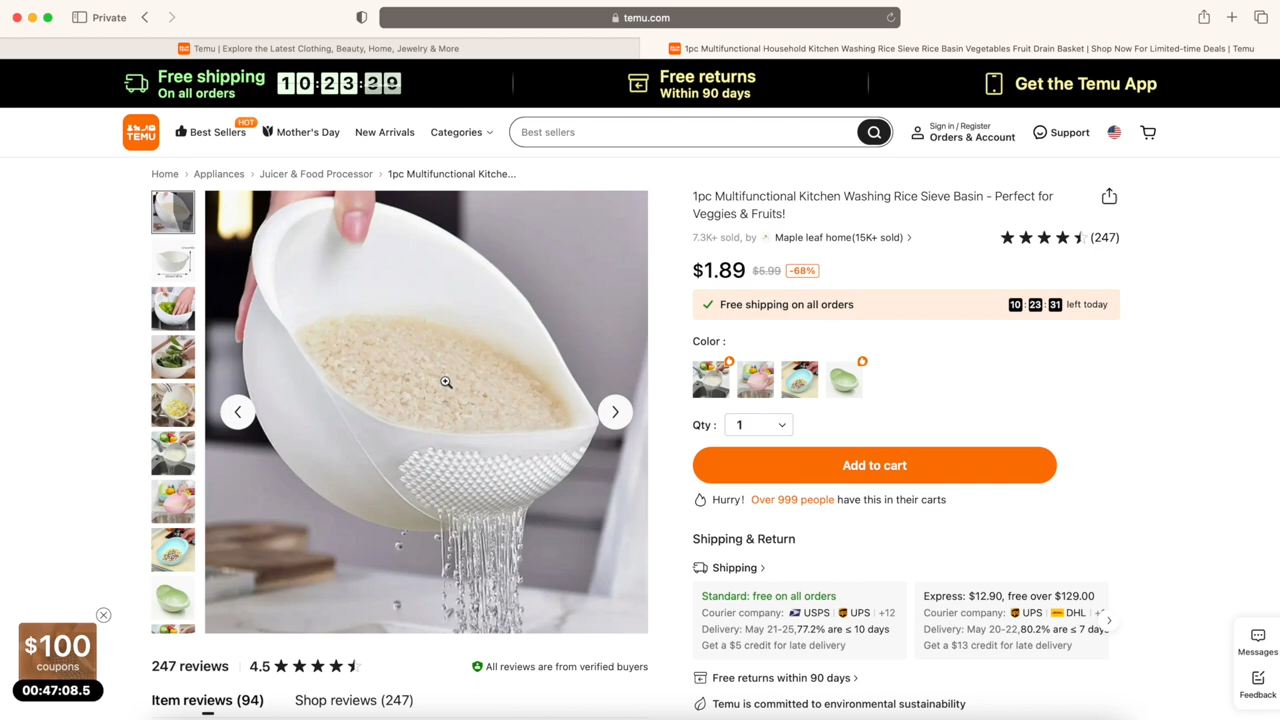 Private
temu.com
Temu | Explore the Latest Clothing, Beauty, Home, Jewelry & More
1pc Multifunctional Household Kitchen Washing Rice Sieve Rice Basin Vegetables Fruit Drain Basket | Shop Now For Limited-time Deals | Temu
Free shipping
On all orders
10:23:29
Free returns
Within 90 days
Get the Temu App
TEMU
Best Sellers
HOT
Mother's Day
New Arrivals
Categories
Best sellers
Sign in / Register
Orders & Account
Support
Home > Appliances > Juicer & Food Processor > 1pc Multifunctional Kitche...
1pc Multifunctional Kitchen Washing Rice Sieve Basin - Perfect for
Veggies & Fruits!
7.3K+ sold, by Maple leaf home(15K+ sold) >
(247)
$1.89 $5.99 -68%
Free shipping on all orders
10:23:31 left today
Color :
Qty : 1
Add to cart
Hurry! Over 999 people have this in their carts
Shipping & Return
Shipping >
Standard: free on all orders
Courier company: USPS UPS +12
Delivery: May 21-25,77.2% are ≤ 10 days
Get a $5 credit for late delivery
Express: $12.90, free over $129.00
Courier company: UPS DHL
Delivery: May 20-22,80.2% are ≤ 7 days
Get a $13 credit for late delivery
Free returns within 90 days >
Temu is committed to environmental sustainability
$100
coupons
00:47:08.5
247 reviews
4.5
All reviews are from verified buyers
Item reviews (94)
Shop reviews (247)
Messages
Feedback